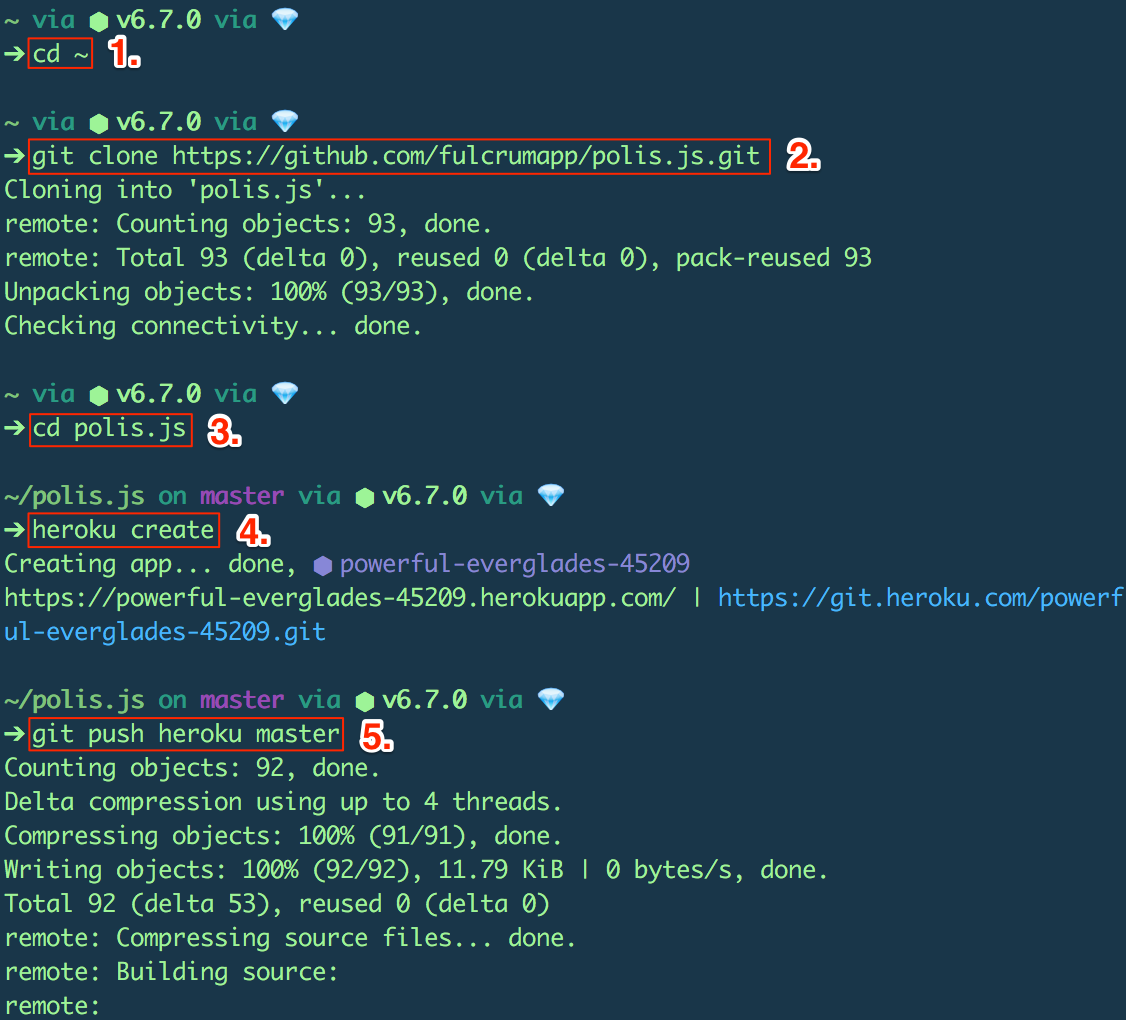 ~ via ⬢ v6.7.0 via 💎
➜ cd ~ 1.
~ via ⬢ v6.7.0 via 💎
➜ git clone https://github.com/fulcrumapp/polis.js.git 2.
Cloning into 'polis.js'...
remote: Counting objects: 93, done.
remote: Total 93 (delta 0), reused 0 (delta 0), pack-reused 93
Unpacking objects: 100% (93/93), done.
Checking connectivity... done.
~ via ⬢ v6.7.0 via 💎
➜ cd polis.js 3.
~/polis.js on master via ⬢ v6.7.0 via 💎
➜ heroku create 4.
Creating app... done, ⬢ powerful-everglades-45209
https://powerful-everglades-45209.herokuapp.com/ | https://git.heroku.com/powerf
ul-everglades-45209.git
~/polis.js on master via ⬢ v6.7.0 via 💎
➜ git push heroku master 5.
Counting objects: 92, done.
Delta compression using up to 4 threads.
Compressing objects: 100% (91/91), done.
Writing objects: 100% (92/92), 11.79 KiB | 0 bytes/s, done.
Total 92 (delta 53), reused 0 (delta 0)
remote: Compressing source files... done.
remote: Building source:
remote: